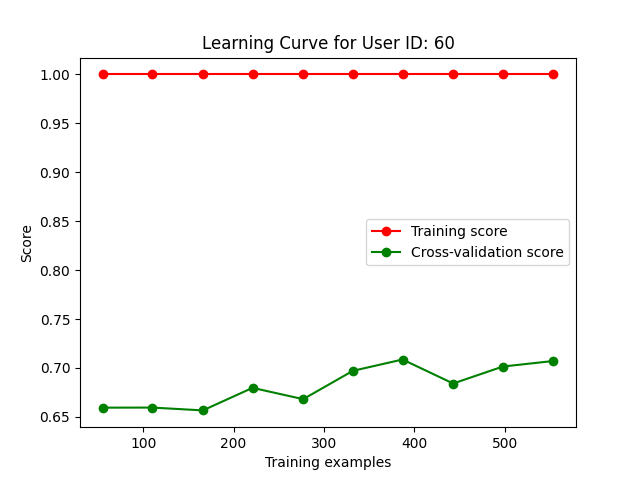 Learning Curve for User ID: 60
1.00
0.95
0.90
0.85
0.80
0.75
0.70
0.65
Score
Training score
Cross-validation score
100
200
300
400
500
Training examples